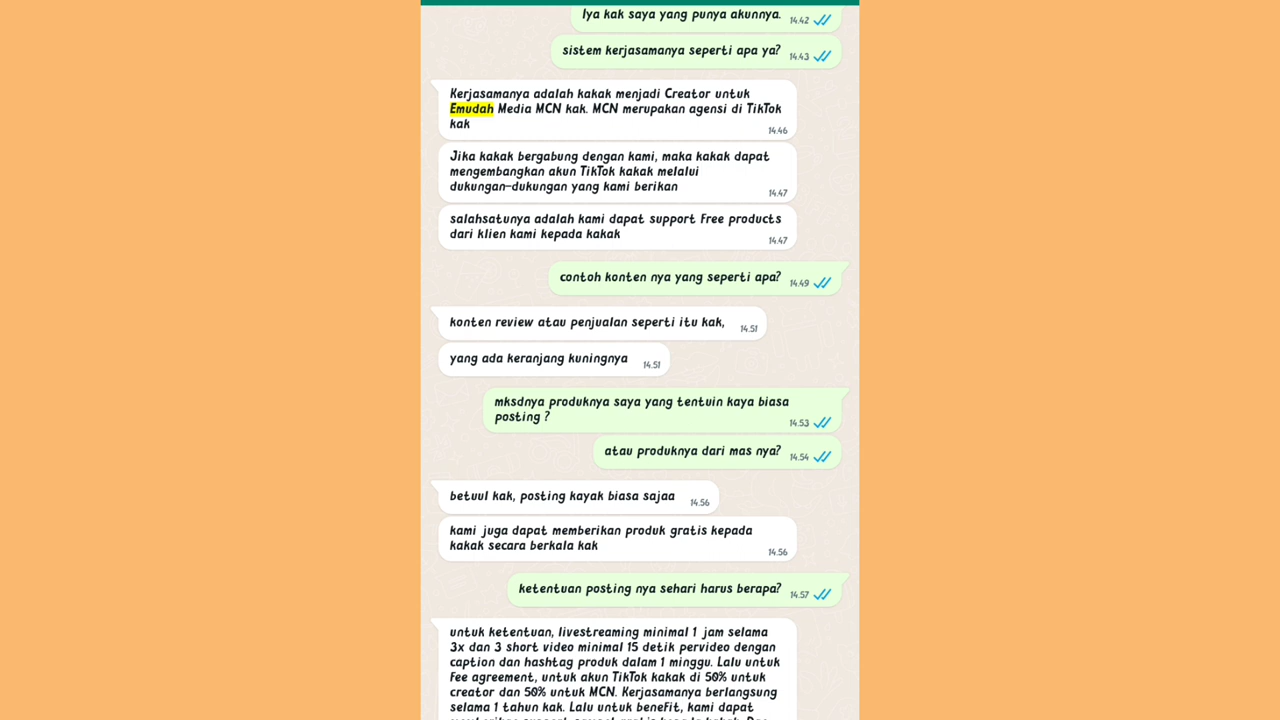 Iya kak saya yang punya akunnya. 14.42
sistem kerjasamanya seperti apa ya? 14.43
Kerjasamanya adalah kakak menjadi Creator untuk
Emudah Media MCN kak. MCN merupakan agensi di TikTok
kak 14.46
Jika kakak bergabung dengan kami, maka kakak dapat
mengembangkan akun TikTok kakak melalui
dukungan-dukungan yang kami berikan 14.47
salahsatunya adalah kami dapat support Free products
dari klien kami kepada kakak 14.47
contoh konten nya yang seperti apa? 14.49
konten review atau penjualan seperti itu kak, 14.51
yang ada keranjang kuningnya 14.51
mksdnya produknya saya yang tentuin kaya biasa
posting ? 14.53
atau produknya dari mas nya? 14.54
betuul kak, posting kayak biasa sajaa 14.56
kami juga dapat memberikan produk gratis kepada
kakak secara berkala kak 14.56
ketentuan posting nya sehari harus berapa? 14.57
untuk ketentuan, livestreaming minimal 1 jam selama
3x dan 3 short video minimal 15 detik pervideo dengan
caption dan hashtag produk dalam 1 minggu. Lalu untuk
Fee agreement, untuk akun TikTok kakak di 50% untuk
creator dan 50% untuk MCN. Kerjasamanya berlangsung
selama 1 tahun kak. Lalu untuk benefit, kami dapat